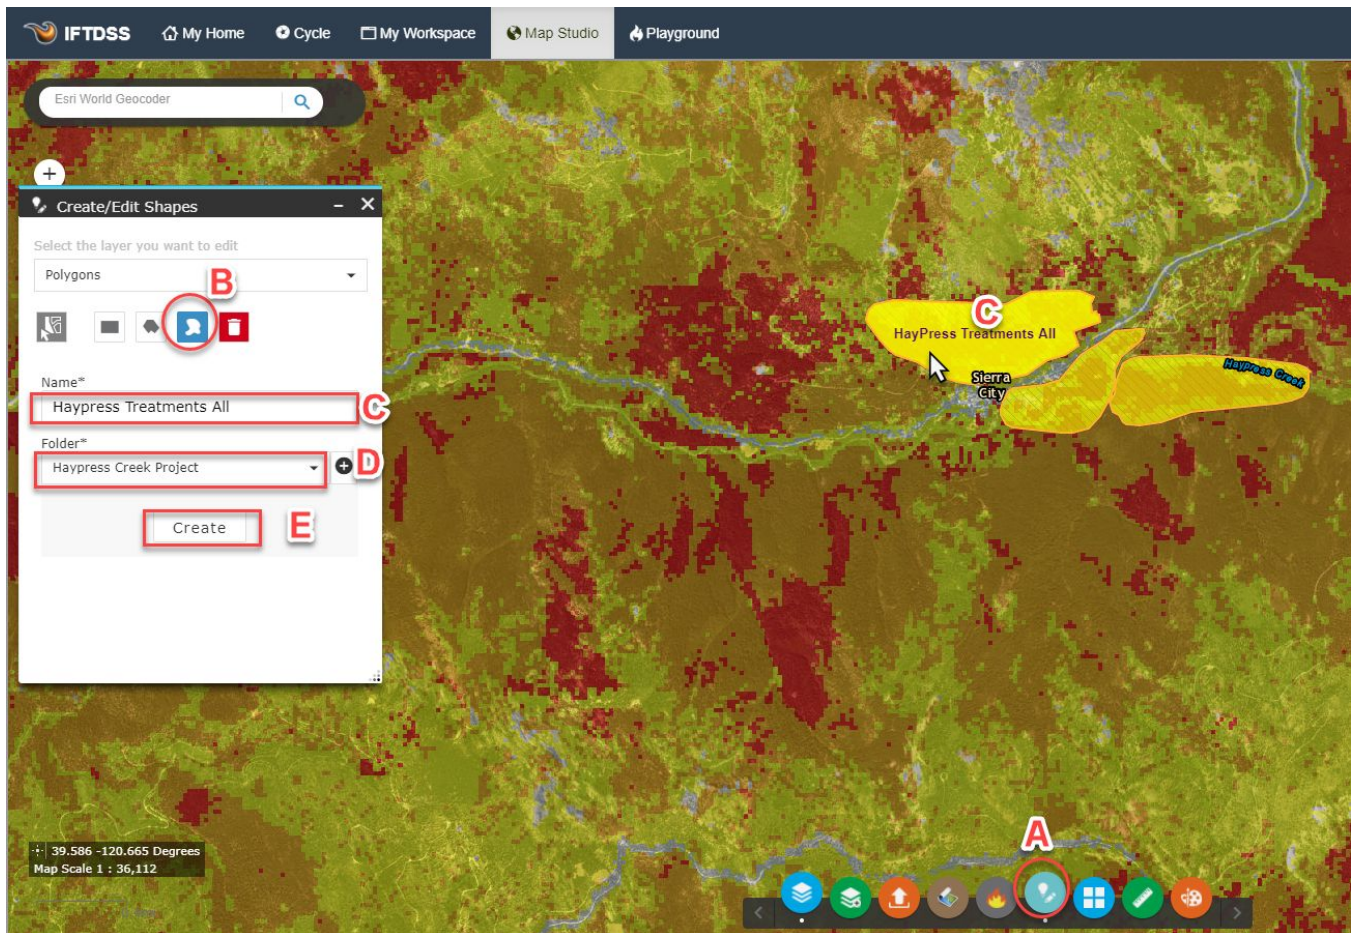 IFTDSS My Home Cycle My Workspace Map Studio Playground
Esri World Geocoder
+
Create/Edit Shapes
Select the layer you want to edit
Polygons
B
Name*
Haypress Treatments All
C
Folder*
Haypress Creek Project
D
Create
E
C
HayPress Treatments All
Sierra
City
Haypress Creek
39.586 -120.665 Degrees
Map Scale 1 : 36,112
A